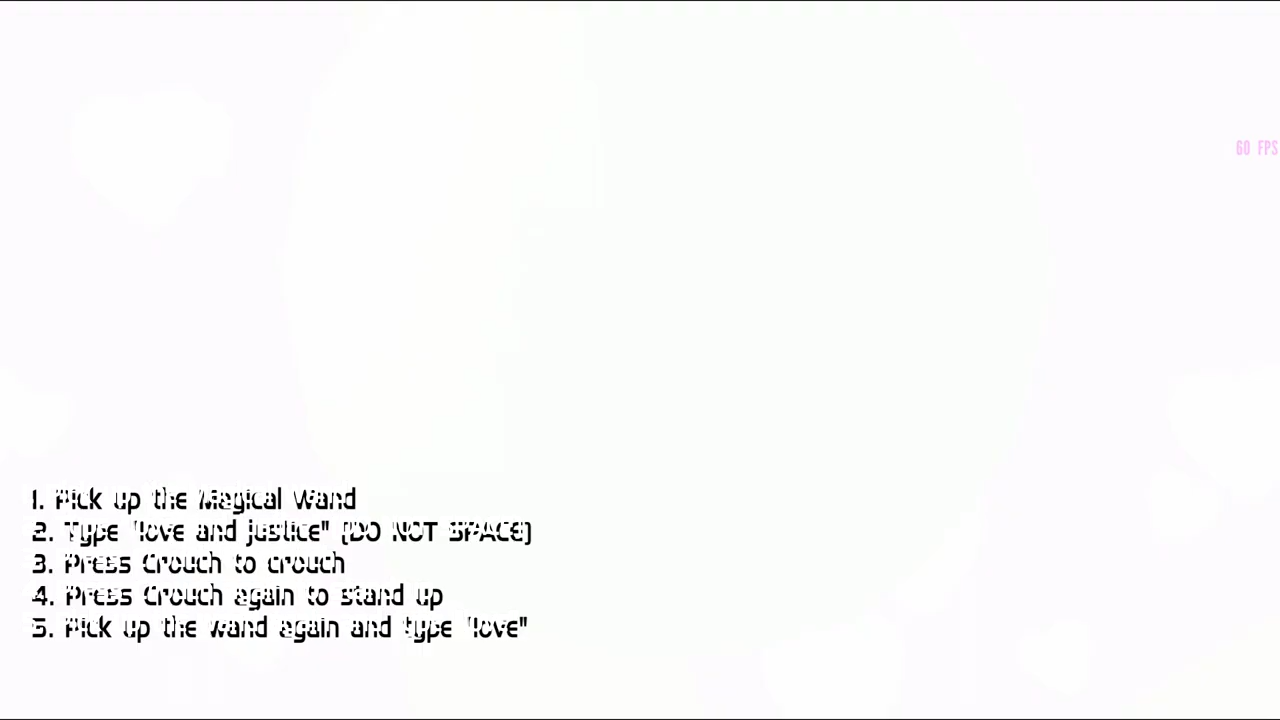 60 FPS
1. Pick up the Magical Wand
2. Type "love and justice" (DO NOT SPACE)
3. Press Crouch to crouch
4. Press Crouch again to stand up
5. Pick up the wand again and type "love"